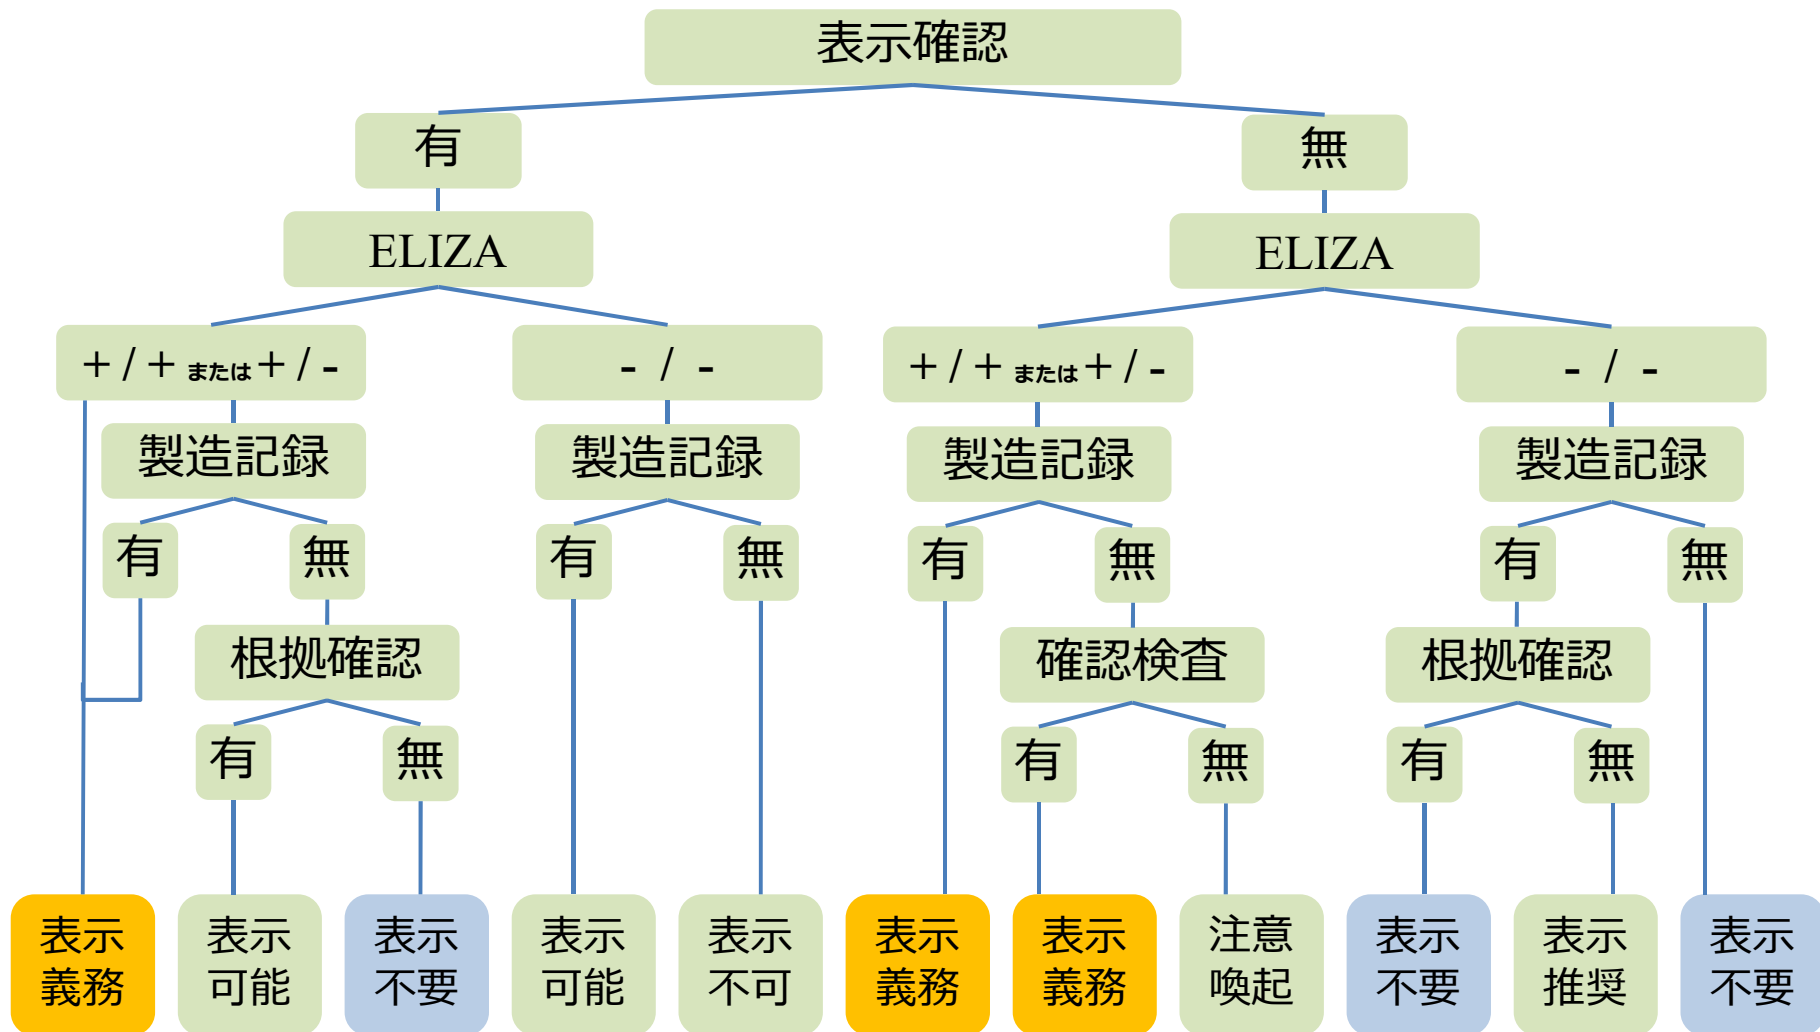 表示確認
有
無
ELIZA
ELIZA
+ / + または + / -
- / -
+ / + または + / -
- / -
製造記録
製造記録
製造記録
製造記録
有
無
有
無
有
無
有
無
根拠確認
確認検査
根拠確認
有
無
有
無
有
無
表示
義務
表示
可能
表示
不要
表示
可能
表示
不可
表示
義務
表示
義務
注意
喚起
表示
不要
表示
推奨
表示
不要